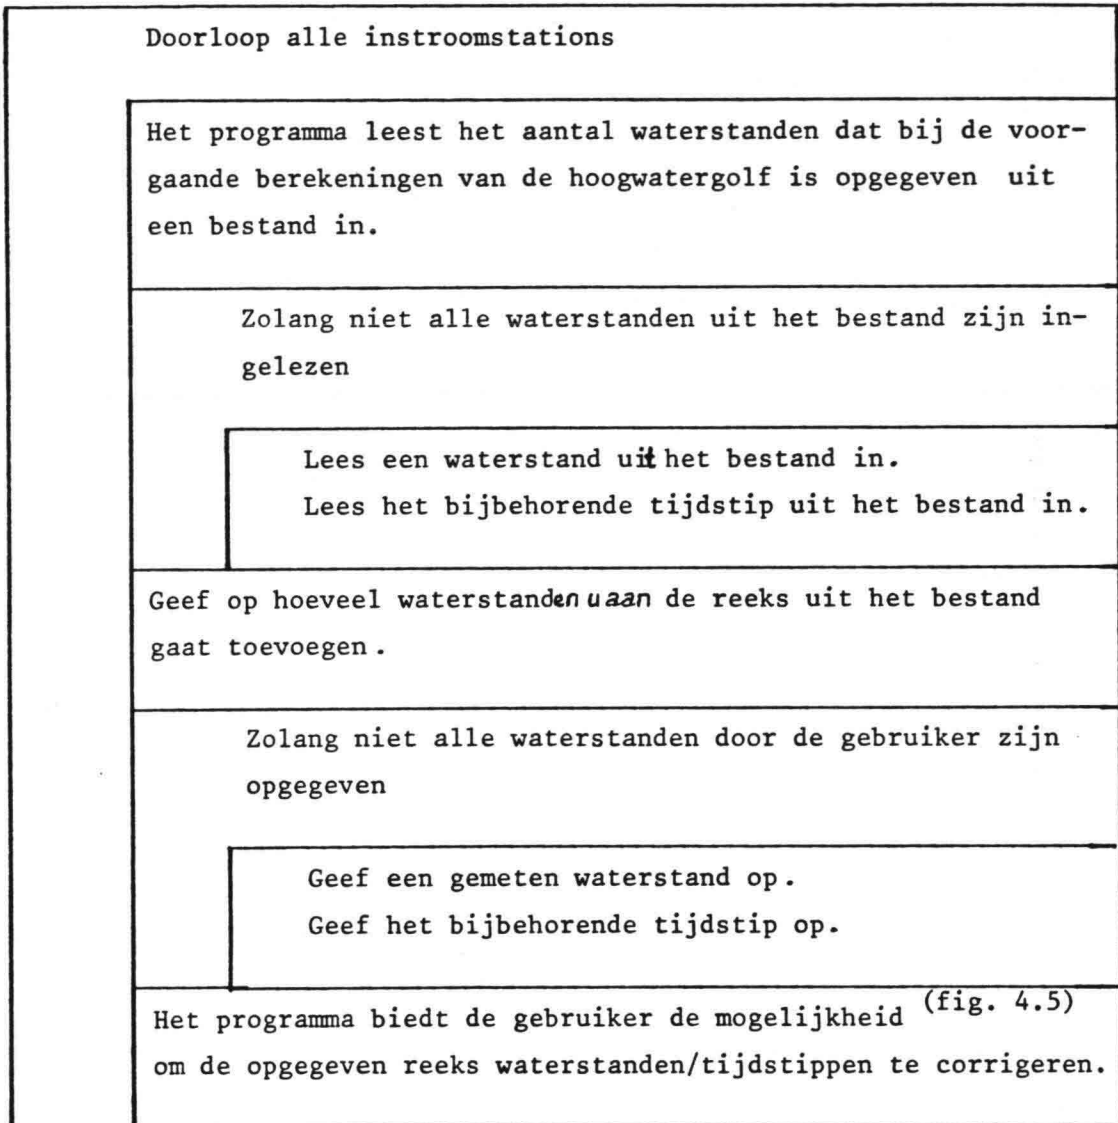 Doorloop alle instroomstations
Het programma leest het aantal waterstanden dat bij de voor-
gaande berekeningen van de hoogwatergolf is opgegeven uit
een bestand in.
Zolang niet alle waterstanden uit het bestand zijn in-
gelezen
Lees een waterstand uit het bestand in.
Lees het bijbehorende tijdstip uit het bestand in.
Geef op hoeveel waterstanden u aan de reeks uit het bestand
gaat toevoegen.
Zolang niet alle waterstanden door de gebruiker zijn
opgegeven
Geef een gemeten waterstand op.
Geef het bijbehorende tijdstip op.
Het programma biedt de gebruiker de mogelijkheid (fig. 4.5)
om de opgegeven reeks waterstanden/tijdstippen te corrigeren.